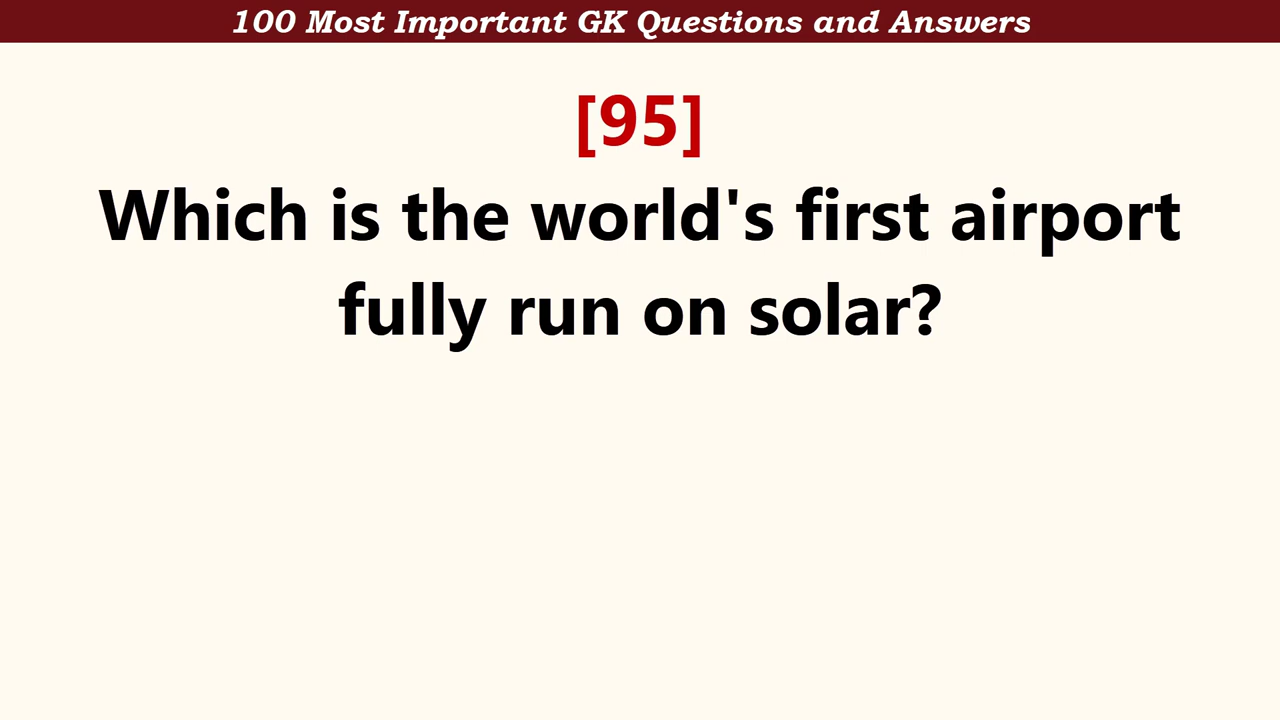 100 Most Important GK Questions and Answers
[95]
Which is the world's first airport
fully run on solar?